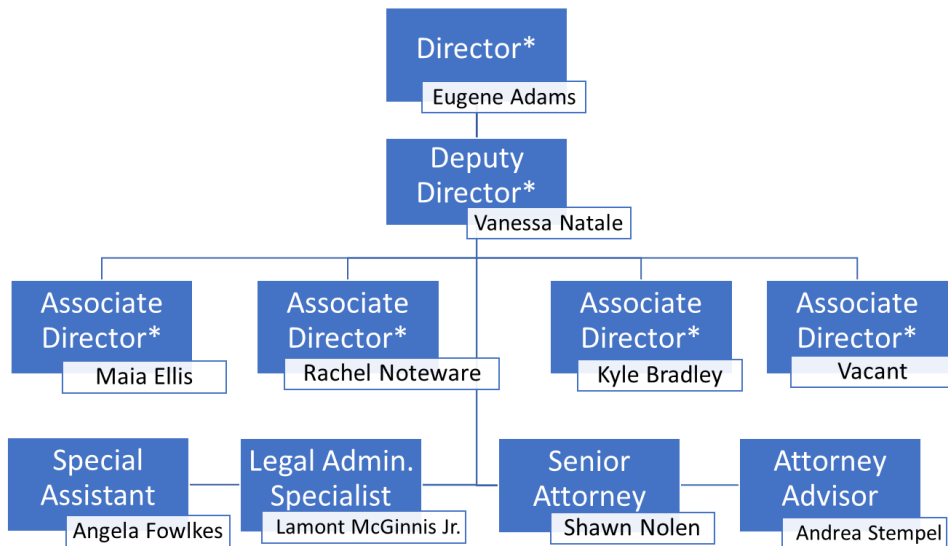 Director*
Eugene Adams
Deputy
Director*
Vanessa Natale
Associate
Director*
Maia Ellis
Associate
Director*
Rachel Noteware
Associate
Director*
Kyle Bradley
Associate
Director*
Vacant
Special
Assistant
Angela Fowlkes
Legal Admin.
Specialist
Lamont McGinnis Jr.
Senior
Attorney
Shawn Nolen
Attorney
Advisor
Andrea Stempel